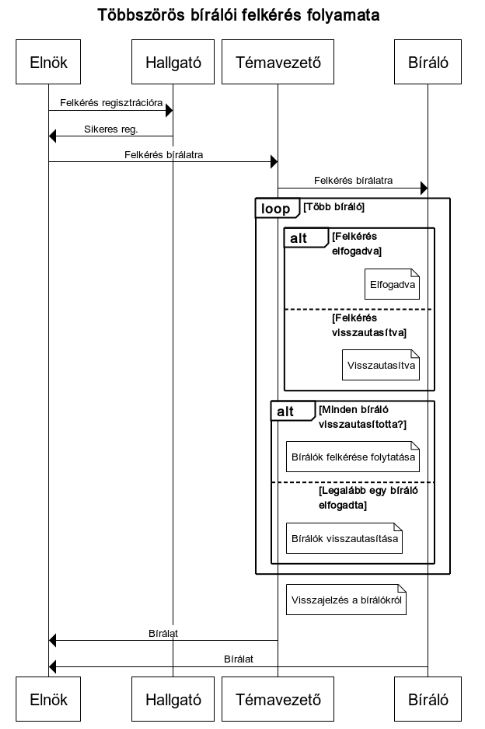 Többszörös bírálói felkérés folyamata
Elnök
Hallgató
Témavezető
Bíráló
Felkérés regisztrációra
Sikeres reg.
Felkérés bírálatra
Felkérés bírálatra
loop
[Több bíráló]
alt
[Felkérés
elfogadva]
Elfogadva
[Felkérés
visszautasítva]
Visszautasítva
alt
[Minden bíráló
visszautasította?]
Bírálók felkérése folytatása
[Legalább egy bíráló
elfogadta]
Bírálók visszautasítása
Visszajelzés a bírálókról
Bírálat
Bírálat
Elnök
Hallgató
Témavezető
Bíráló